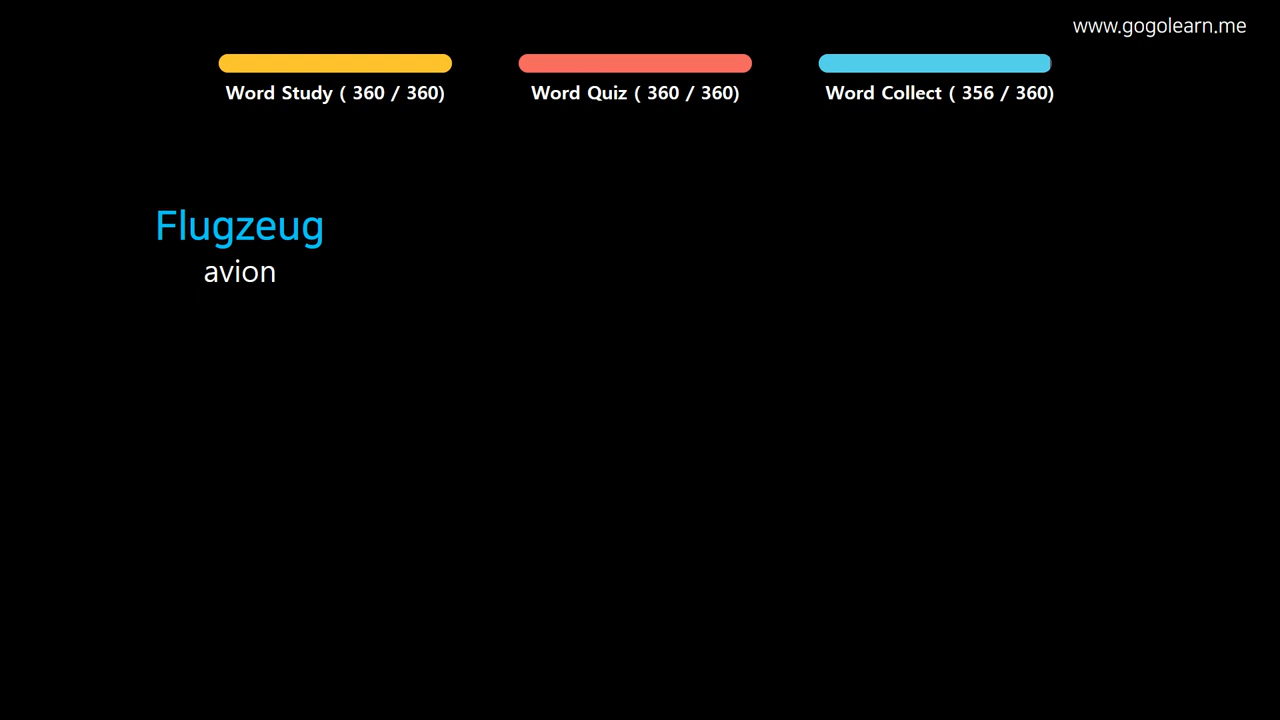 www.gogolearn.me
Word Study ( 360 / 360)
Word Quiz ( 360 / 360)
Word Collect ( 356 / 360)
Flugzeug
avion